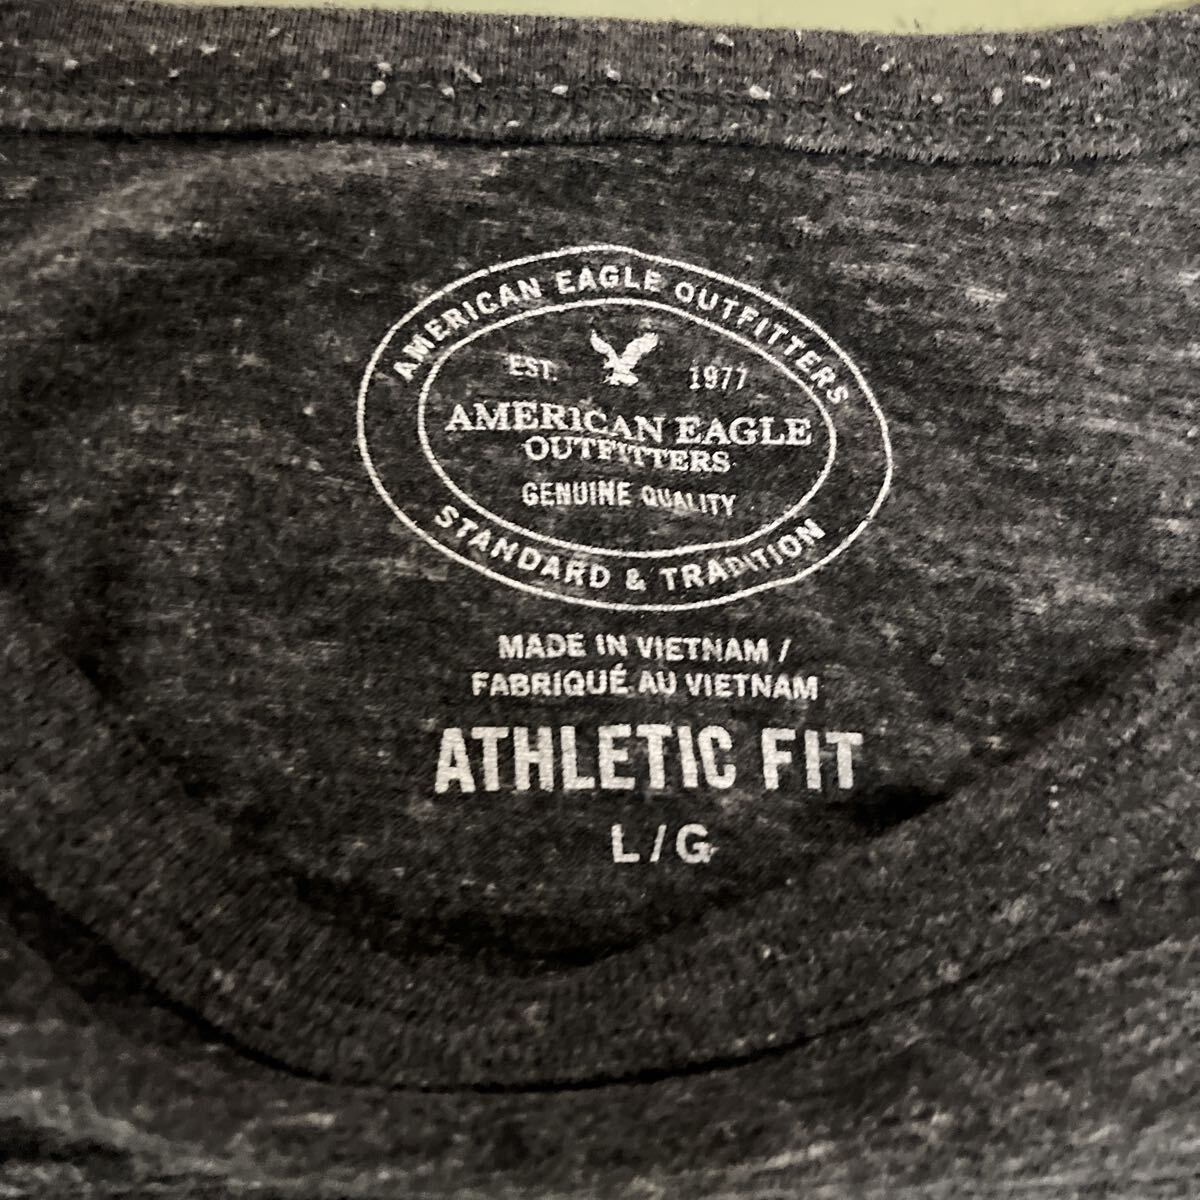 AMERICAN EAGLE OUTFITTERS
EST. 1977
AMERICAN EAGLE
OUTFITTERS
GENUINE QUALITY
STANDARD & TRADITION
MADE IN VIETNAM /
FABRIQUÉ AU VIETNAM
ATHLETIC FIT
L / G